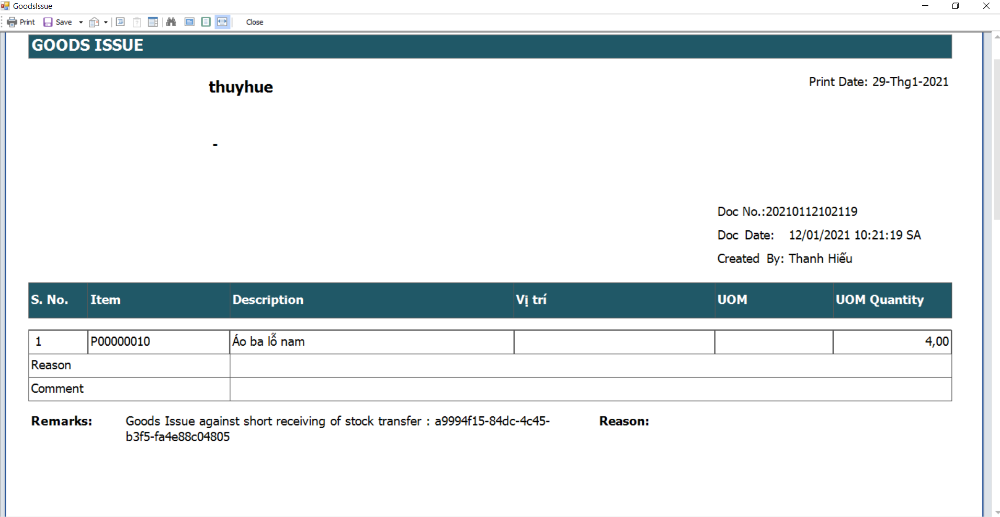 GoodsIssue
Print Save Close
GOODS ISSUE
thuyhue
Print Date: 29-Thg1-2021
-
Doc No.:20210112102119
Doc Date: 12/01/2021 10:21:19 SA
Created By: Thanh Hiếu
S. No. Item Description Vị trí UOM UOM Quantity
1 P00000010 Áo ba lỗ nam 4,00
Reason
Comment
Remarks: Goods Issue against short receiving of stock transfer : a9994f15-84dc-4c45- Reason:
b3f5-fa4e88c04805